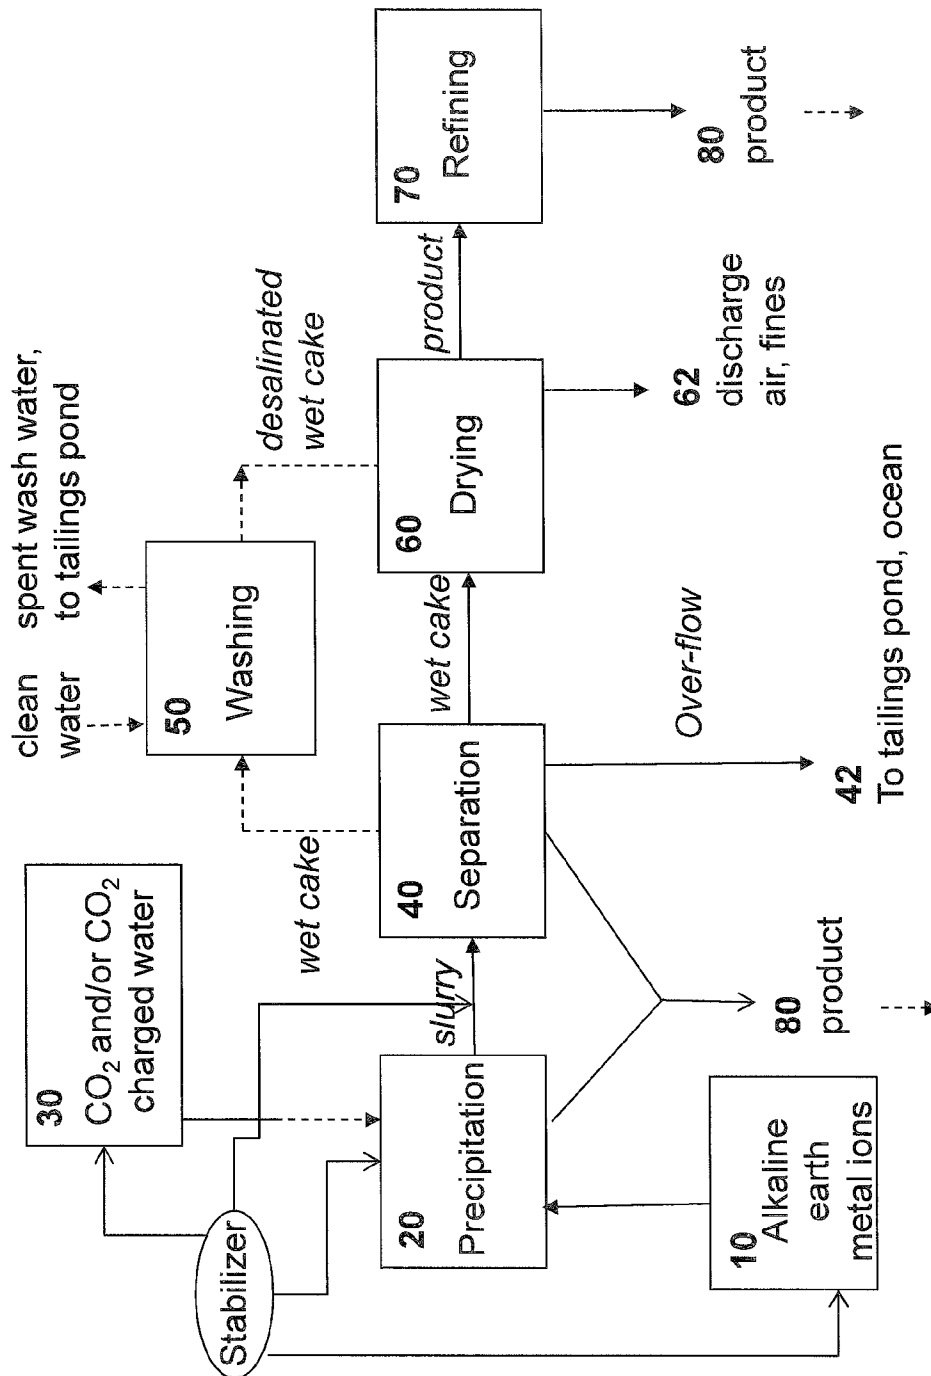 Stabilizer
30
CO₂ and/or CO₂
charged water
slurry
20
Precipitation
10
Alkaline
earth
metal ions
wet cake
40
Separation
80
product
42
To tailings pond, ocean
Over-flow
wet cake
clean
water
spent wash water,
to tailings pond
50
Washing
desalinated
wet cake
60
Drying
62
discharge
air, fines
product
70
Refining
80
product